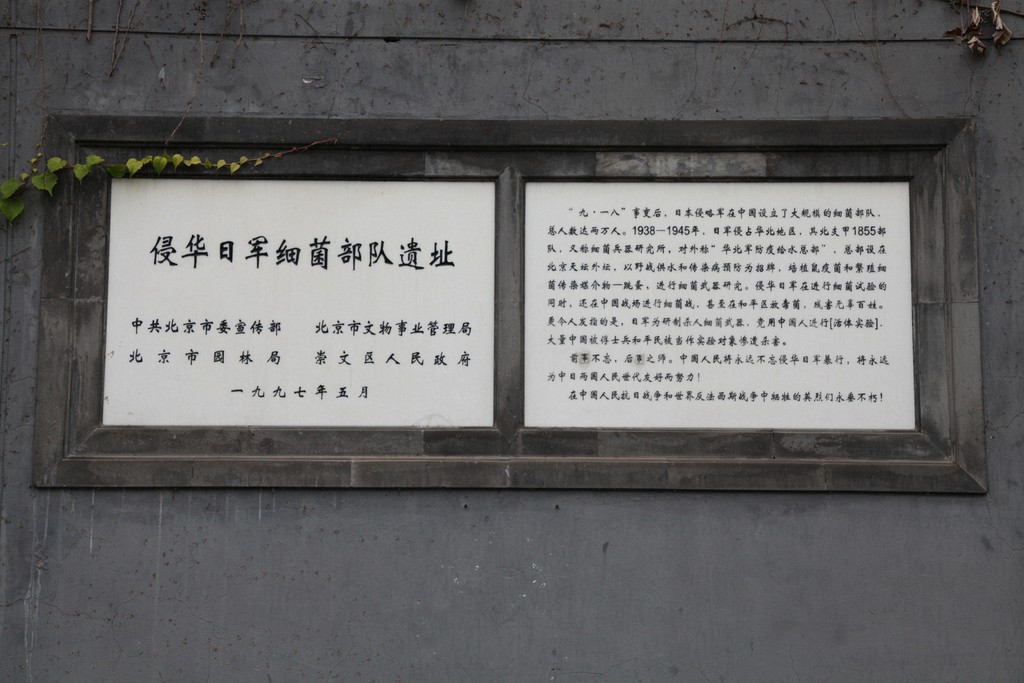 侵华日军细菌部队遗址
中共北京市委宣传部 北京市文物事业管理局
北京市园林局 崇文区人民政府
一九九七年五月
“九·一八”事变后，日本侵略军在中国设立了大规模的细菌部队，
总人数达两万人。1938—1945年，日军侵占华北地区，其北支甲1855部
队，又称细菌兵器研究所，对外称“华北军防疫给水总部”，总部设在
北京天坛外坛，以野战供水和传染病预防为招牌，培植鼠疫菌和繁殖细
菌传染媒介物—跳蚤，进行细菌武器研究。侵华日军在进行细菌试验的
同时，还在中国战场进行细菌战，甚至在和平区放毒菌，残害无辜百姓。
更令人发指的是，日军为研制杀人细菌武器，竟用中国人进行[活体实验]，
大量中国被俘士兵和平民被当作实验对象惨遭杀害。
前事不忘，后事之师。中国人民将永远不忘侵华日军暴行，将永远
为中日两国人民世代友好而努力！
在中国人民抗日战争和世界反法西斯战争中牺牲的英烈们永垂不朽！